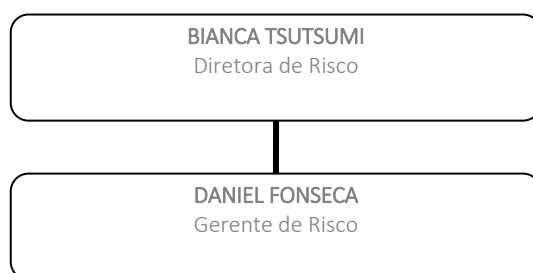 BIANCA TSUTSUMI
Diretora de Risco
DANIEL FONSECA
Gerente de Risco